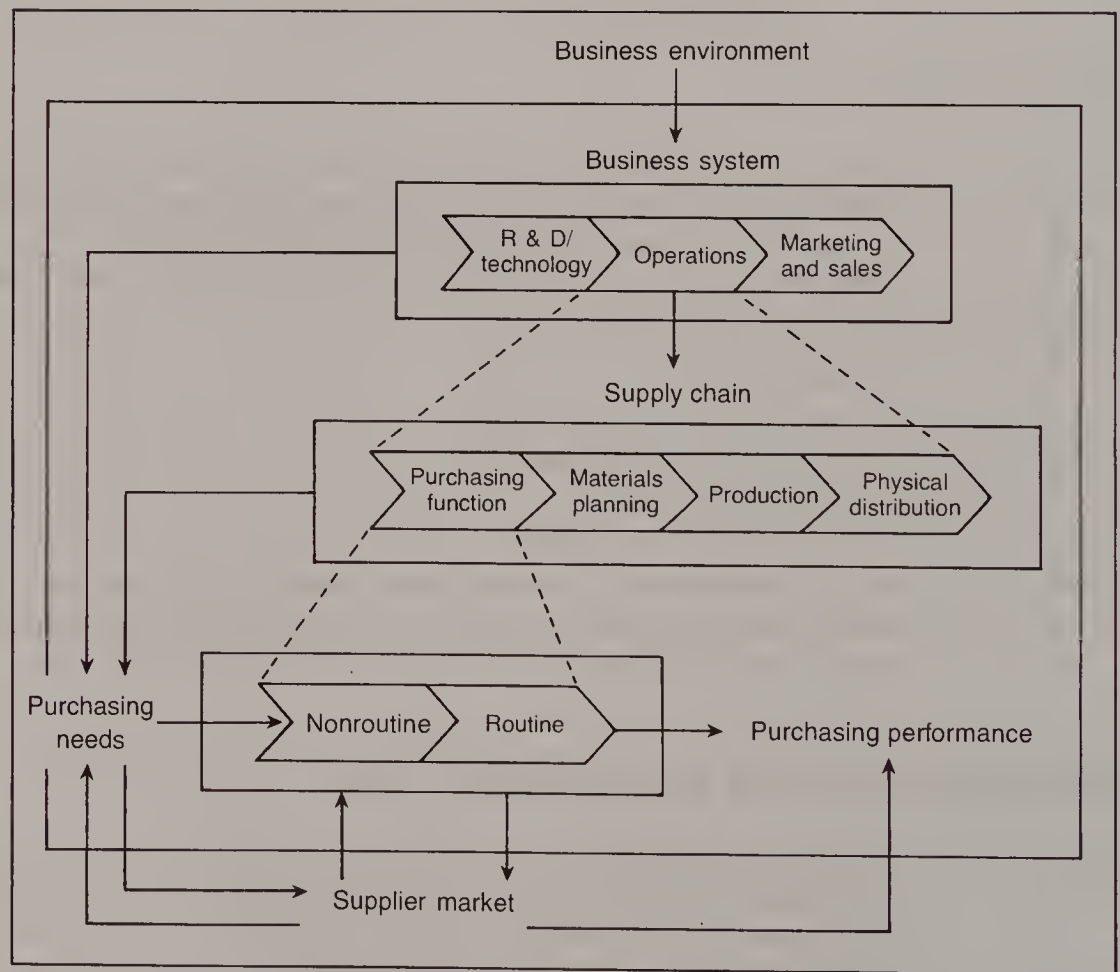 Business environment
Business system
R & D/
technology
Operations
Marketing
and sales
Supply chain
Purchasing
function
Materials
planning
Production
Physical
distribution
Purchasing
needs
Nonroutine
Routine
Purchasing performance
Supplier market